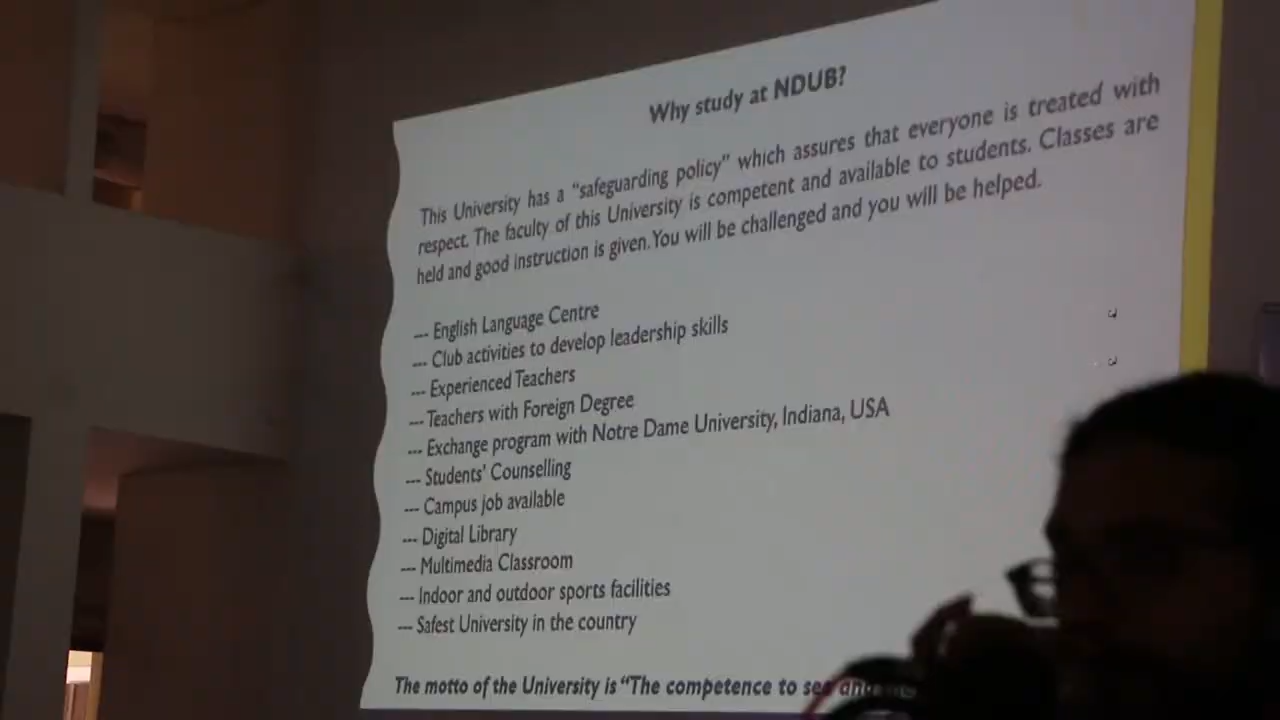 Why study at NDUB?
This University has a "safeguarding policy" which assures that everyone is treated with
respect. The faculty of this University is competent and available to students. Classes are
held and good instruction is given. You will be challenged and you will be helped.
--- English Language Centre
--- Club activities to develop leadership skills
--- Experienced Teachers
--- Teachers with Foreign Degree
--- Exchange program with Notre Dame University, Indiana, USA
--- Students' Counselling
--- Campus job available
--- Digital Library
--- Multimedia Classroom
--- Indoor and outdoor sports facilities
--- Safest University in the country
The motto of the University is "The competence to see and